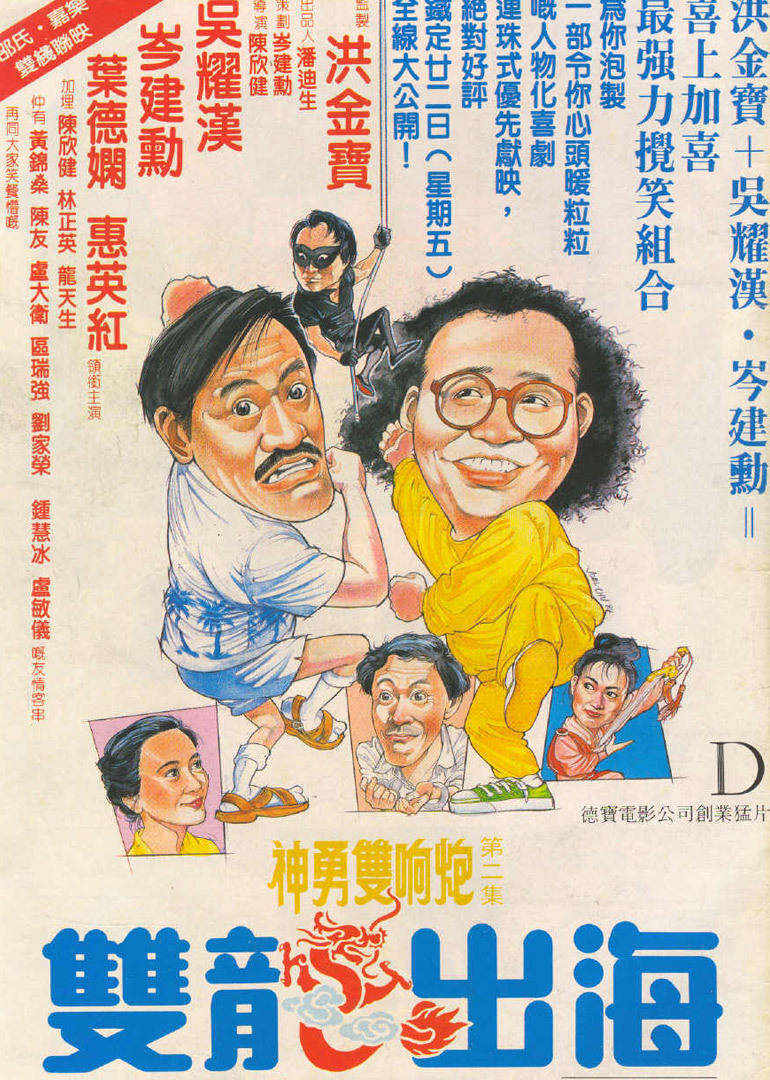 洪金寶＋吳耀漢・岑建勳＝
喜上加喜
最强力攪笑組合
為你泡製
一部令你心頭暖粒粒
嘅人物化喜劇
連珠式優先獻映，
絕對好評
鐵定廿二日（星期五）
全線大公開！
監製 洪金寶
出品人 潘迪生
策劃 岑建勳
導演 陳欣健
吳耀漢
岑建勳
葉德嫻 惠英紅 領銜主演
加埋 陳欣健 林正英 龍天生
仲有 黃錦燊 陳友 盧大衛 區瑞強 劉家榮 鍾慧冰 盧敏儀 嘅友情客串
再同大家笑餐懵嘅
邵氏・嘉樂
雙綫聯映
D
德寶電影公司創業猛片
神勇雙响炮 第二集
雙龍出海